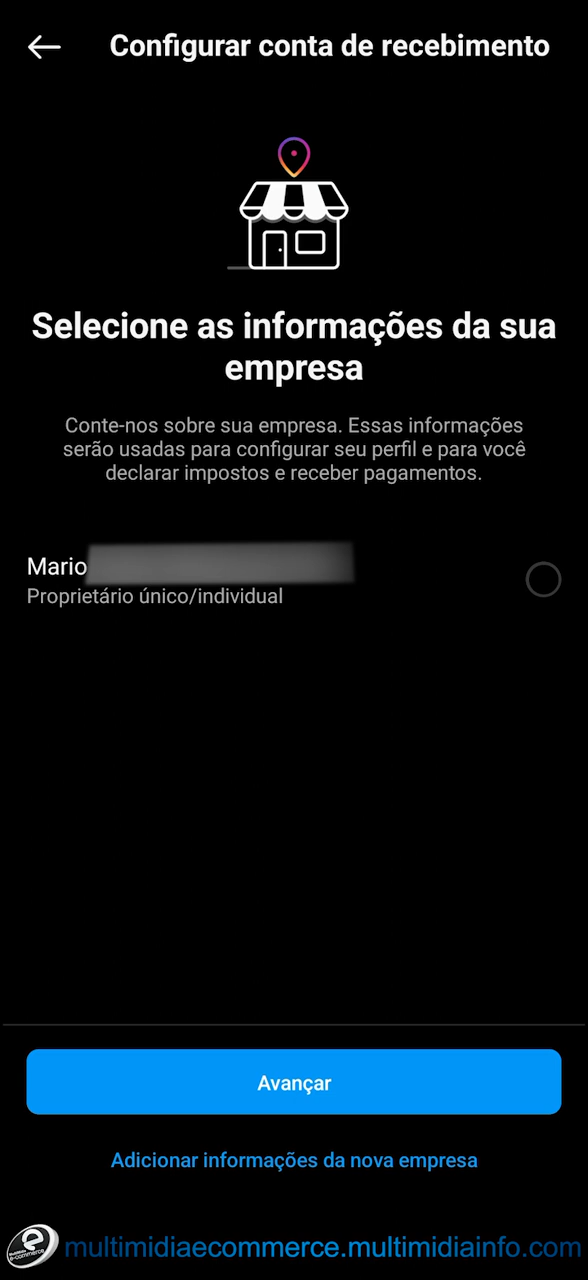 Configurar conta de recebimento
Selecione as informações da sua
empresa
Conte-nos sobre sua empresa. Essas informações
serão usadas para configurar seu perfil e para você
declarar impostos e receber pagamentos.
Mario
Proprietário único/individual
Avançar
Adicionar informações da nova empresa
e
multimídia
e-commerce
multimidiaecommerce.multimidiainfo.com